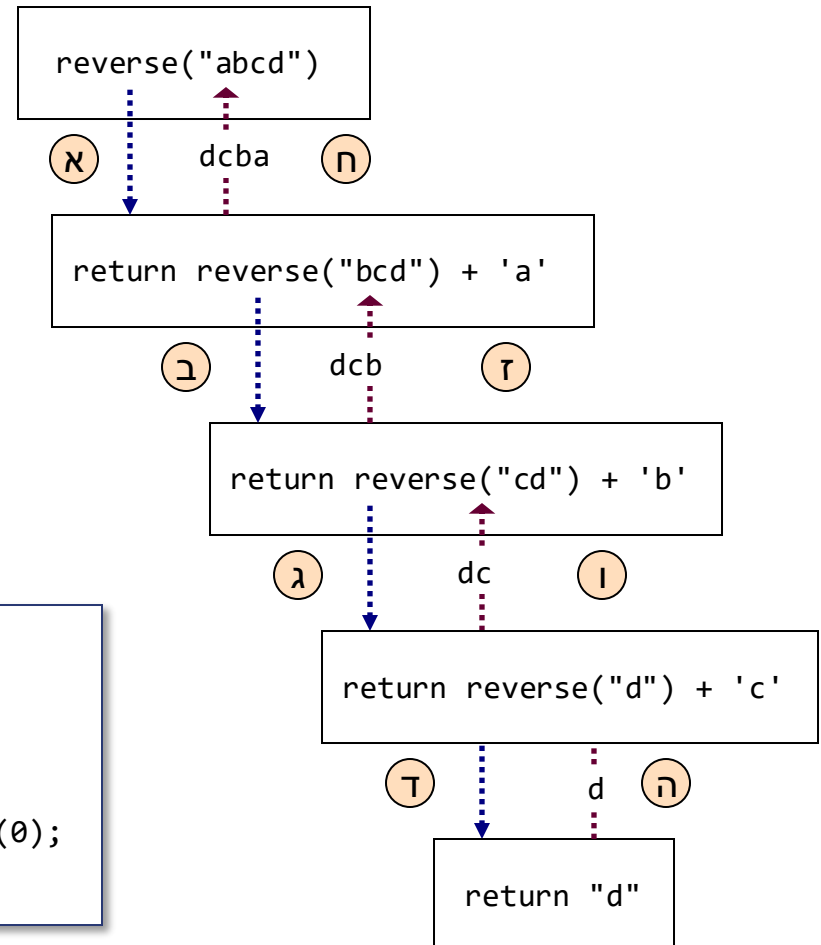 reverse("abcd")
א dcba ח
return reverse("bcd") + 'a'
ב dcb ז
return reverse("cd") + 'b'
ג dc ו
return reverse("d") + 'c'
ד d ה
(0);
return "d"